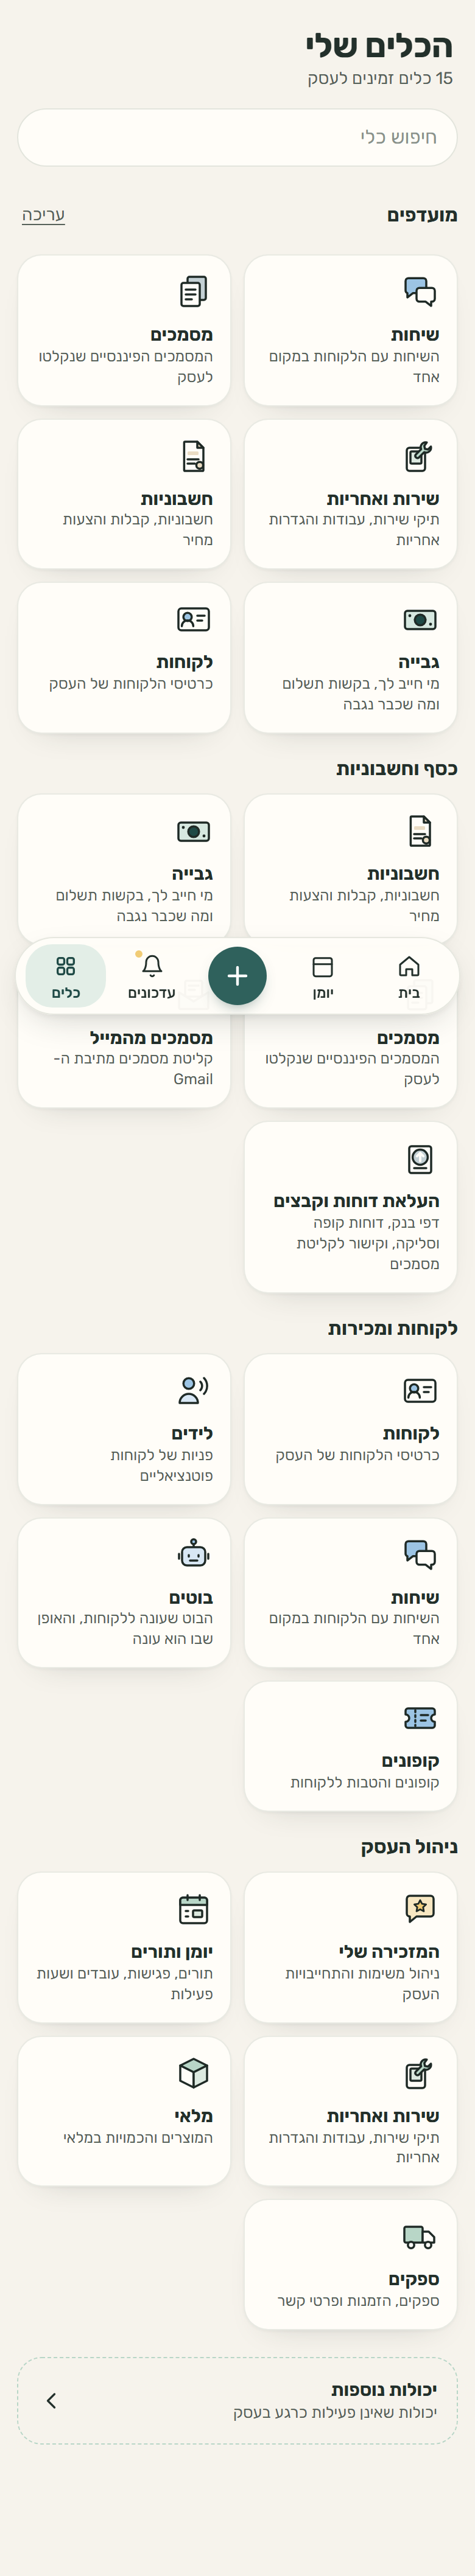 הכלים שלי
15 כלים זמינים לעסק
חיפוש כלי
מועדפים
עריכה
שיחות
השיחות עם הלקוחות במקום
אחד
מסמכים
המסמכים הפיננסיים שנקלטו
לעסק
שירות ואחריות
תיקי שירות, עבודות והגדרות
אחריות
חשבוניות
חשבוניות, קבלות והצעות
מחיר
גבייה
מי חייב לך, בקשות תשלום
ומה שכבר נגבה
לקוחות
כרטיסי הלקוחות של העסק
כסף וחשבוניות
חשבוניות
חשבוניות, קבלות והצעות
מחיר
גבייה
מי חייב לך, בקשות תשלום
ומה שכבר נגבה
בית
יומן
עדכונים
כלים
מסמכים
המסמכים הפיננסיים שנקלטו
לעסק
מסמכים מהמייל
קליטת מסמכים מתיבת ה-
Gmail
העלאת דוחות וקבצים
דפי בנק, דוחות קופה
וסליקה, וקישור לקליטת
מסמכים
לקוחות ומכירות
לקוחות
כרטיסי הלקוחות של העסק
לידים
פניות של לקוחות
פוטנציאליים
שיחות
השיחות עם הלקוחות במקום
אחד
בוטים
הבוט שעונה ללקוחות, והאופן
שבו הוא עונה
קופונים
קופונים והטבות ללקוחות
ניהול העסק
המזכירה שלי
ניהול משימות והתחייבויות
העסק
יומן ותורים
תורים, פגישות, עובדים ושעות
פעילות
שירות ואחריות
תיקי שירות, עבודות והגדרות
אחריות
מלאי
המוצרים והכמויות במלאי
ספקים
ספקים, הזמנות ופרטי קשר
יכולות נוספות
יכולות שאינן פעילות כרגע בעסק